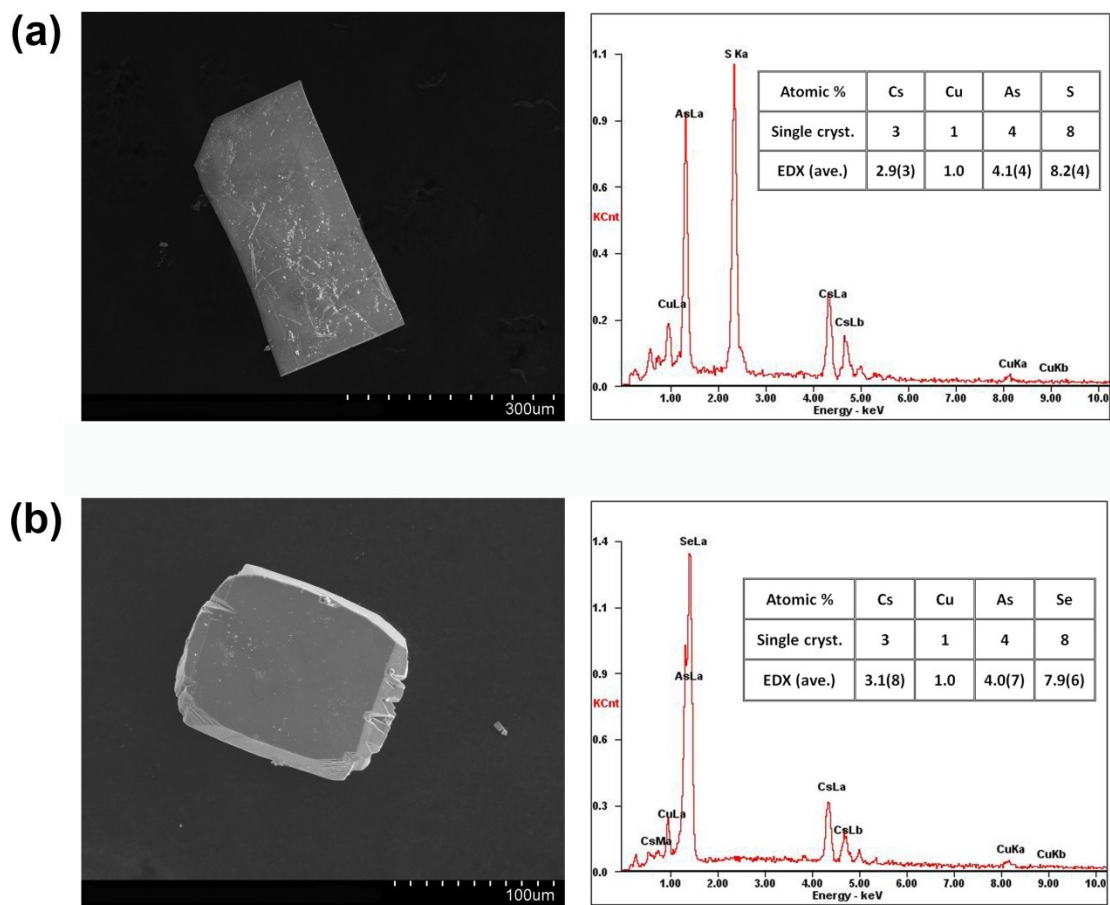 (a)
300um
1.1
0.9
0.6
KCnt
0.4
0.2
0.0
S Ka
AsLa
CuLa
CsLa
CsLb
CuKa
CuKb
1.00 2.00 3.00 4.00 5.00 6.00 7.00 8.00 9.00 10.0
Energy - keV
Atomic % Cs Cu As S
Single cryst. 3 1 4 8
EDX (ave.) 2.9(3) 1.0 4.1(4) 8.2(4)
(b)
100um
1.4
1.1
0.9
KCnt
0.6
0.3
0.0
SeLa
AsLa
CuLa
CsMa
CsLa
CsLb
CuKa
CuKb
1.00 2.00 3.00 4.00 5.00 6.00 7.00 8.00 9.00 10.0
Energy - keV
Atomic % Cs Cu As Se
Single cryst. 3 1 4 8
EDX (ave.) 3.1(8) 1.0 4.0(7) 7.9(6)